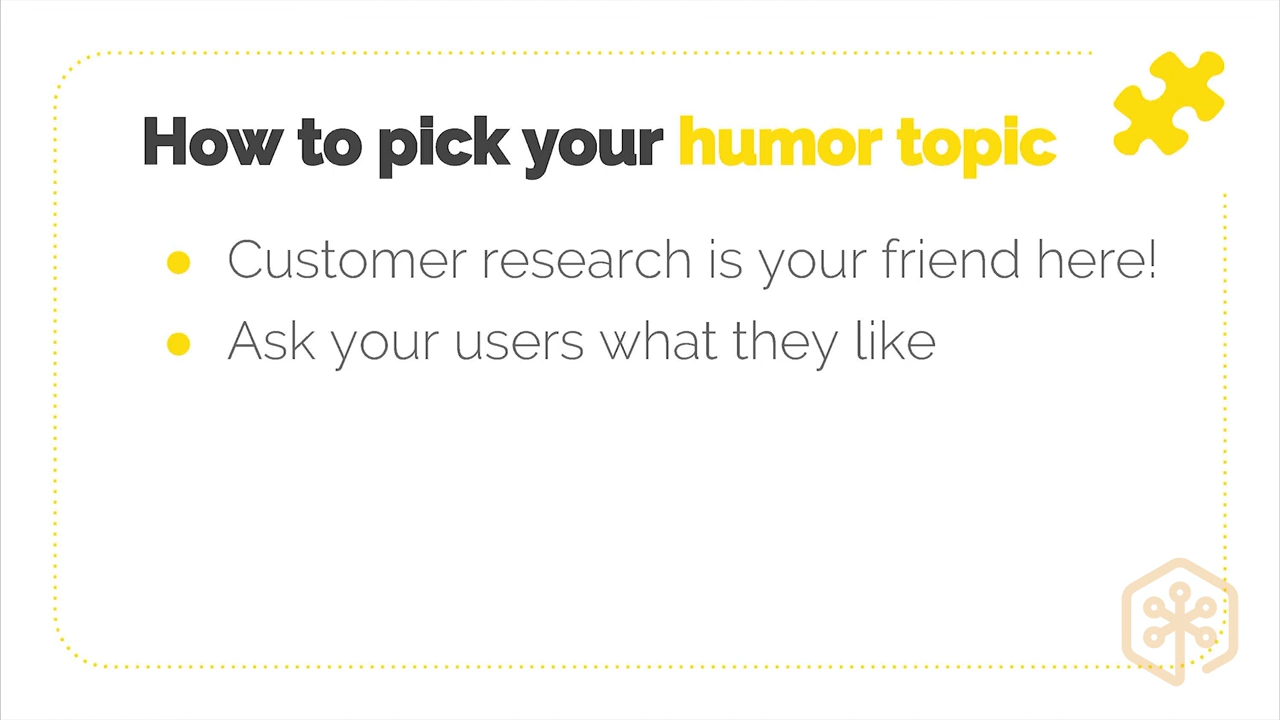 How to pick your humor topic
Customer research is your friend here!
Ask your users what they like